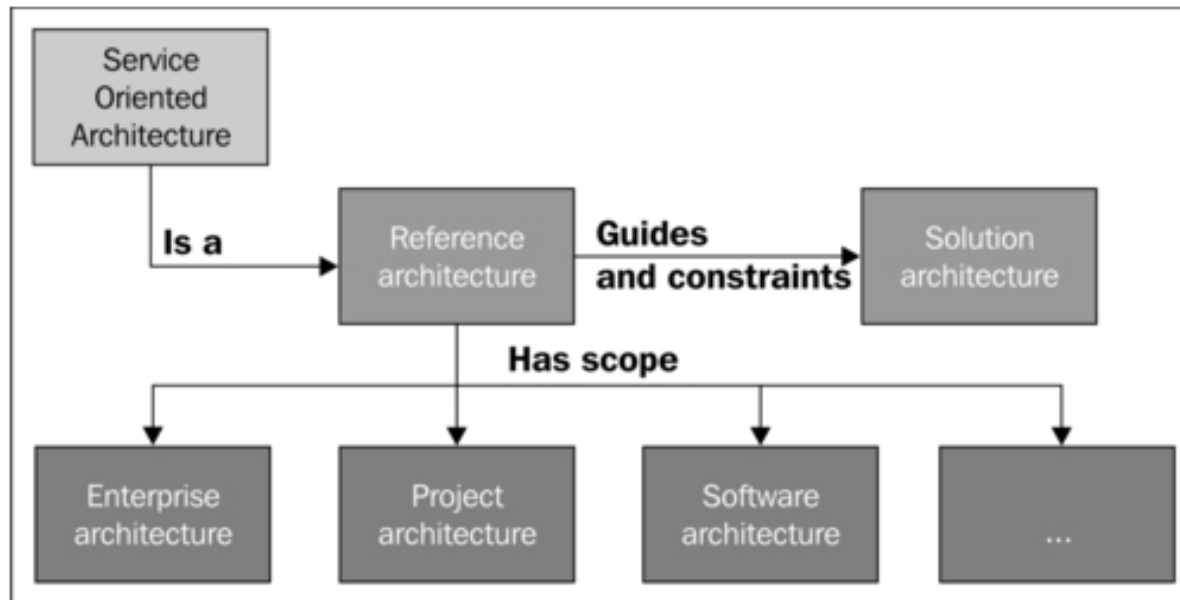 Service
Oriented
Architecture
Is a
Reference
architecture
Guides
and constraints
Solution
architecture
Has scope
Enterprise
architecture
Project
architecture
Software
architecture
...